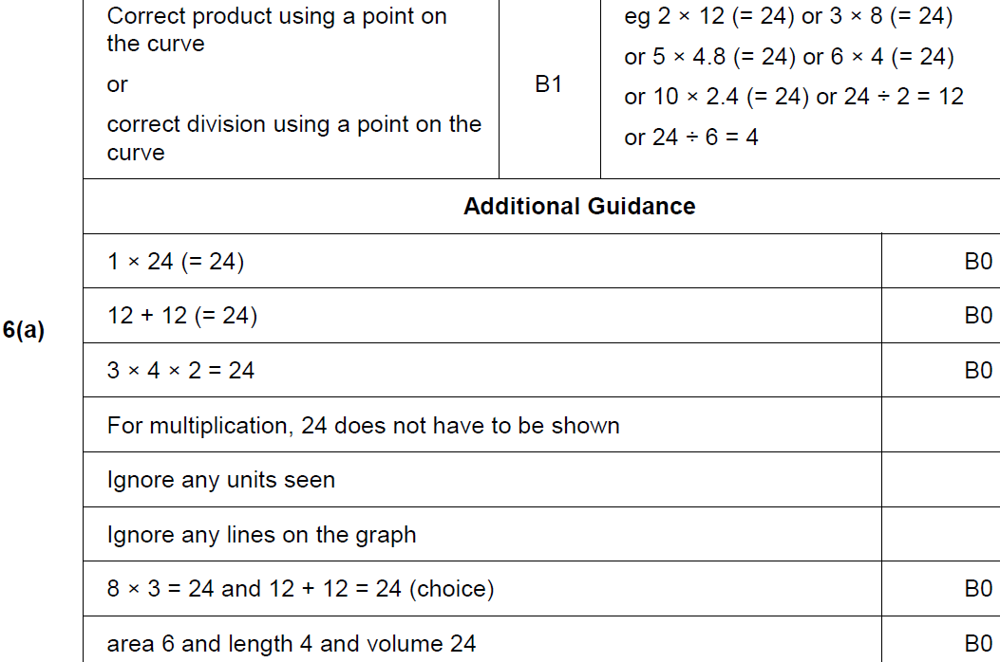 Correct product using a point on
the curve
or
correct division using a point on the
curve
B1
eg 2 × 12 (= 24) or 3 × 8 (= 24)
or 5 × 4.8 (= 24) or 6 × 4 (= 24)
or 10 × 2.4 (= 24) or 24 ÷ 2 = 12
or 24 ÷ 6 = 4
Additional Guidance
6(a)
1 × 24 (= 24) B0
12 + 12 (= 24) B0
3 × 4 × 2 = 24 B0
For multiplication, 24 does not have to be shown
Ignore any units seen
Ignore any lines on the graph
8 × 3 = 24 and 12 + 12 = 24 (choice) B0
area 6 and length 4 and volume 24 B0